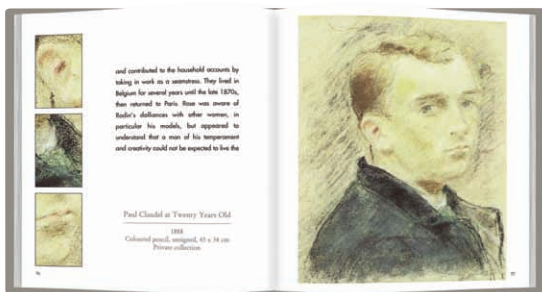 and contributed to the household accounts by
taking in work as a seamstress. They lived in
Belgium for several years until the late 1870s,
then returned to Paris. Rose was aware of
Rodin's dalliances with other women, in
particular his models, but appeared to
understand that a man of his temperament
and creativity could not be expected to live the
Paul Claudel at Twenty Years Old
1888
Coloured pencil, unsigned, 45 x 34 cm
Private collection